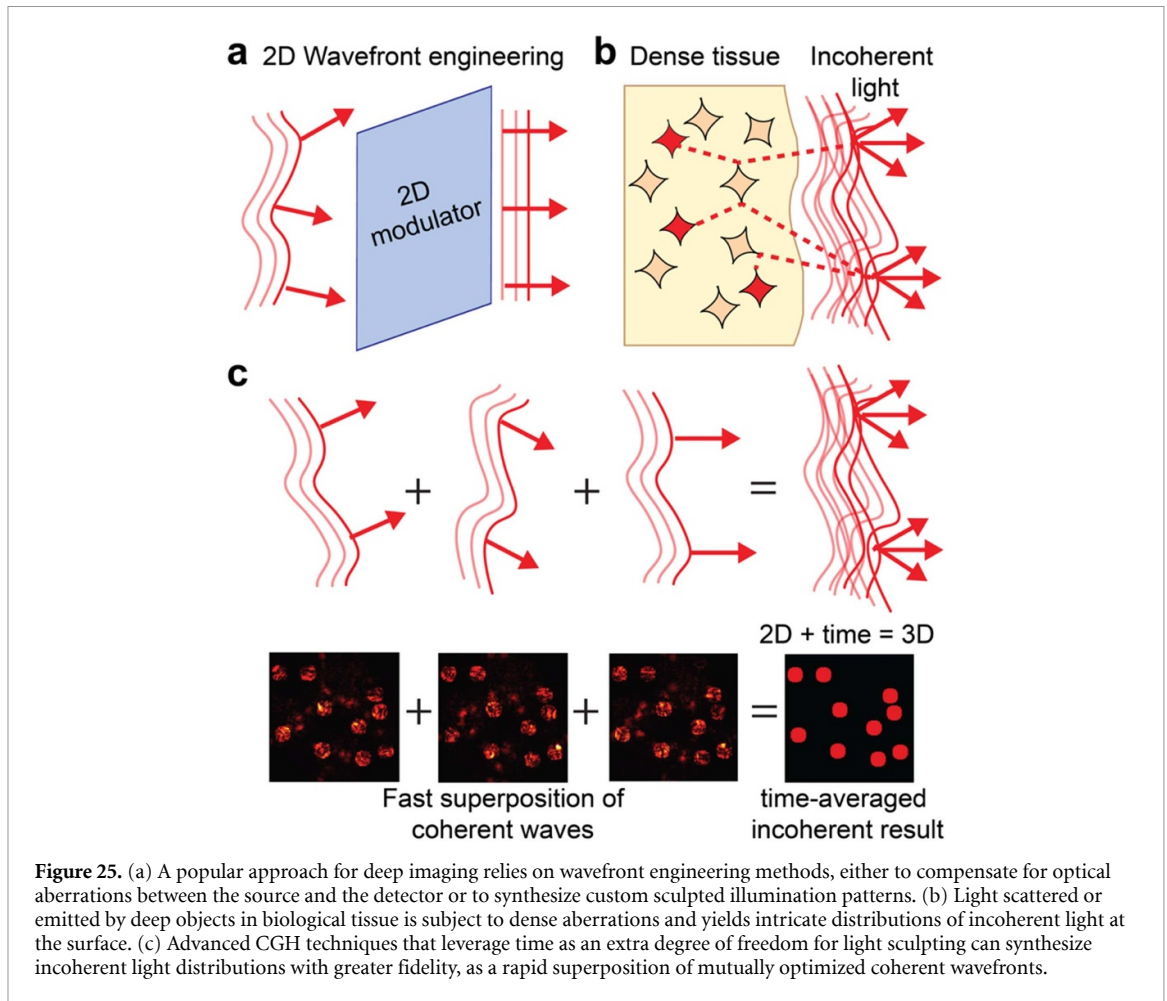 a 2D Wavefront engineering
2D
modulator
b Dense tissue
Incoherent
light
c
+
+
=
2D + time = 3D
+
+
=
Fast superposition of
coherent waves
time-averaged
incoherent result
Figure 25. (a) A popular approach for deep imaging relies on wavefront engineering methods, either to compensate for optical
aberrations between the source and the detector or to synthesize custom sculpted illumination patterns. (b) Light scattered or
emitted by deep objects in biological tissue is subject to dense aberrations and yields intricate distributions of incoherent light at
the surface. (c) Advanced CGH techniques that leverage time as an extra degree of freedom for light sculpting can synthesize
incoherent light distributions with greater fidelity, as a rapid superposition of mutually optimized coherent wavefronts.